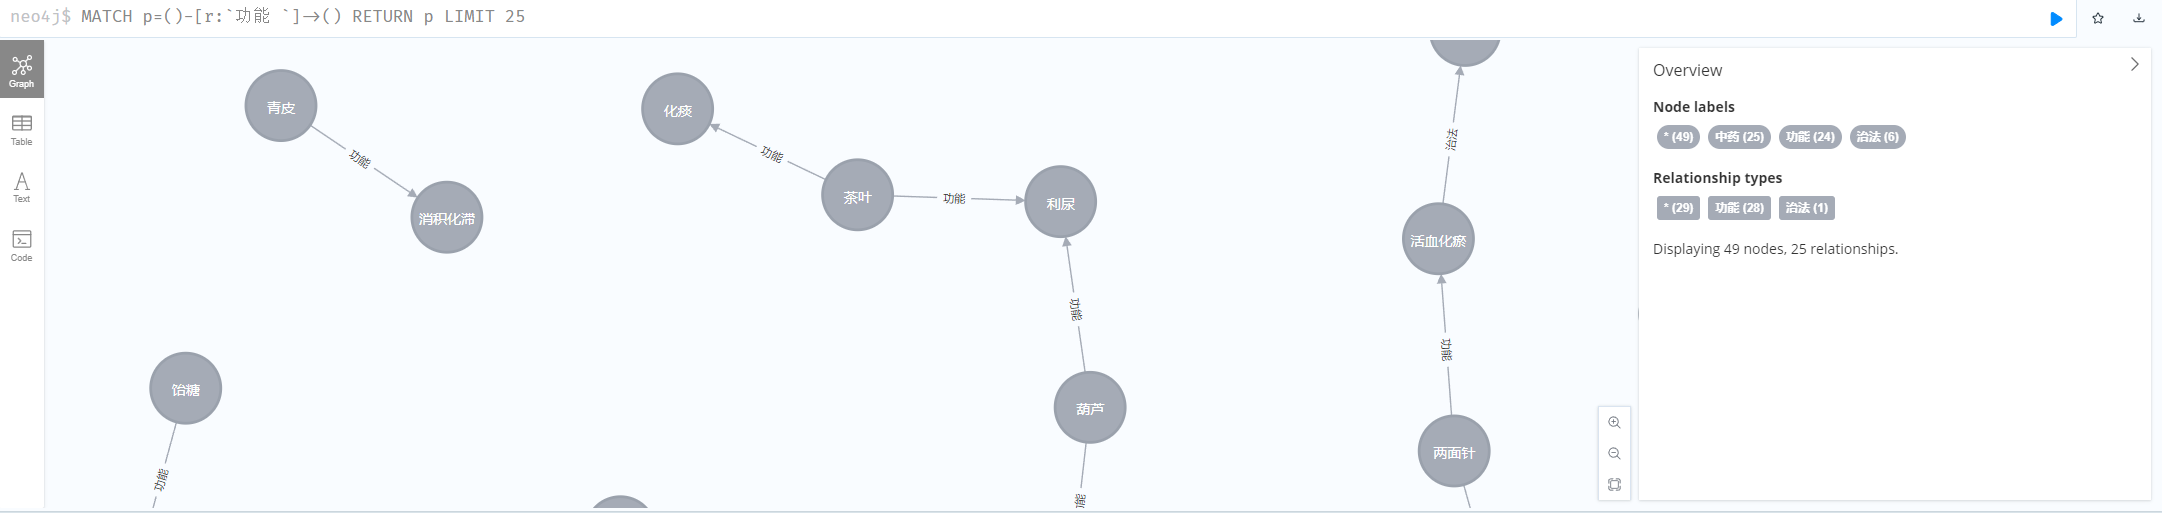 neo4j$ MATCH p=()-[r:`功能 `]->() RETURN p LIMIT 25
Graph
Table
Text
Code
青皮
功能
消积化滞
化痰
功能
茶叶
功能
利尿
功能
葫芦
功能
饴糖
功能
治法
活血化瘀
功能
两面针
Overview
Node labels
* (49) 中药 (25) 功能 (24) 治法 (6)
Relationship types
* (29) 功能 (28) 治法 (1)
Displaying 49 nodes, 25 relationships.